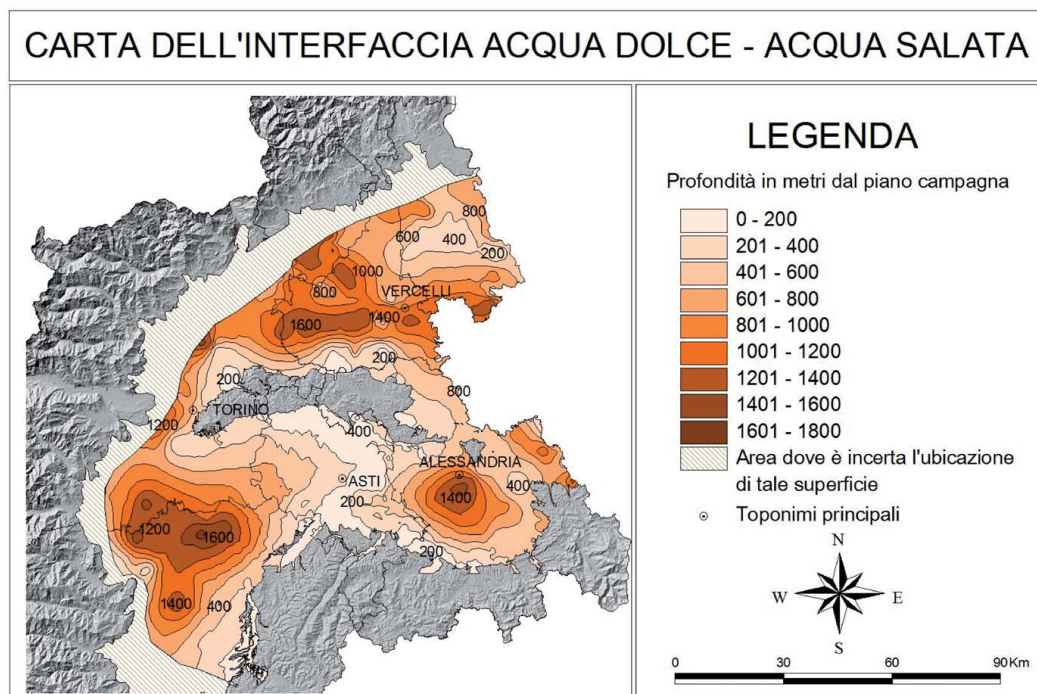 CARTA DELL'INTERFACCIA ACQUA DOLCE - ACQUA SALATA
800
600
400
200
1000
800
VERCELLI
1600
1400
200
200
800
TORINO
1200
400
ALESSANDRIA
ASTI
1400
400
200
1200
1600
200
1400
400
LEGENDA
Profondità in metri dal piano campagna
0 - 200
201 - 400
401 - 600
601 - 800
801 - 1000
1001 - 1200
1201 - 1400
1401 - 1600
1601 - 1800
Area dove è incerta l'ubicazione
di tale superficie
Toponimi principali
N
W E
S
0 30 60 90 Km